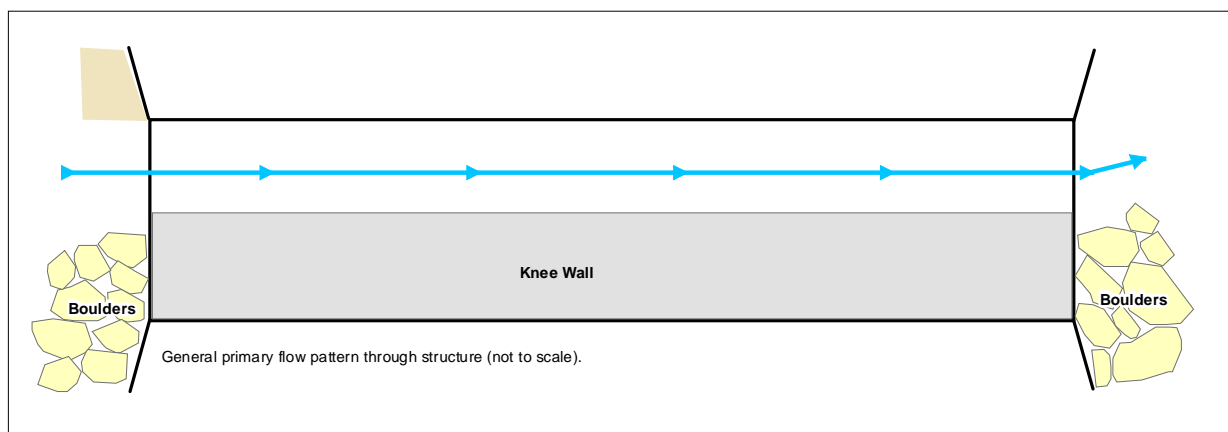 Knee Wall
Boulders
Boulders
General primary flow pattern through structure (not to scale).